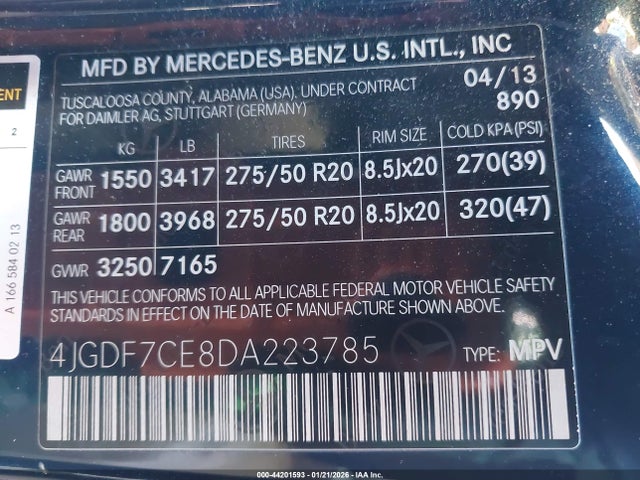 MFD BY MERCEDES-BENZ U.S. INTL., INC
TUSCALOOSA COUNTY, ALABAMA (USA), UNDER CONTRACT 04/13
FOR DAIMLER AG, STUTTGART (GERMANY) 890
KG LB TIRES RIM SIZE COLD KPA (PSI)
GAWR FRONT 1550 3417 275/50 R20 8.5Jx20 270(39)
GAWR REAR 1800 3968 275/50 R20 8.5Jx20 320(47)
GVWR 3250 7165
THIS VEHICLE CONFORMS TO ALL APPLICABLE FEDERAL MOTOR VEHICLE SAFETY
STANDARDS IN EFFECT ON THE DATE OF MANUFACTURE SHOWN ABOVE.
4JGDF7CE8DA223785 TYPE: MPV
ENT
2
A 166 584 02 13
000-44201593 - 01/21/2026 - IAA Inc.